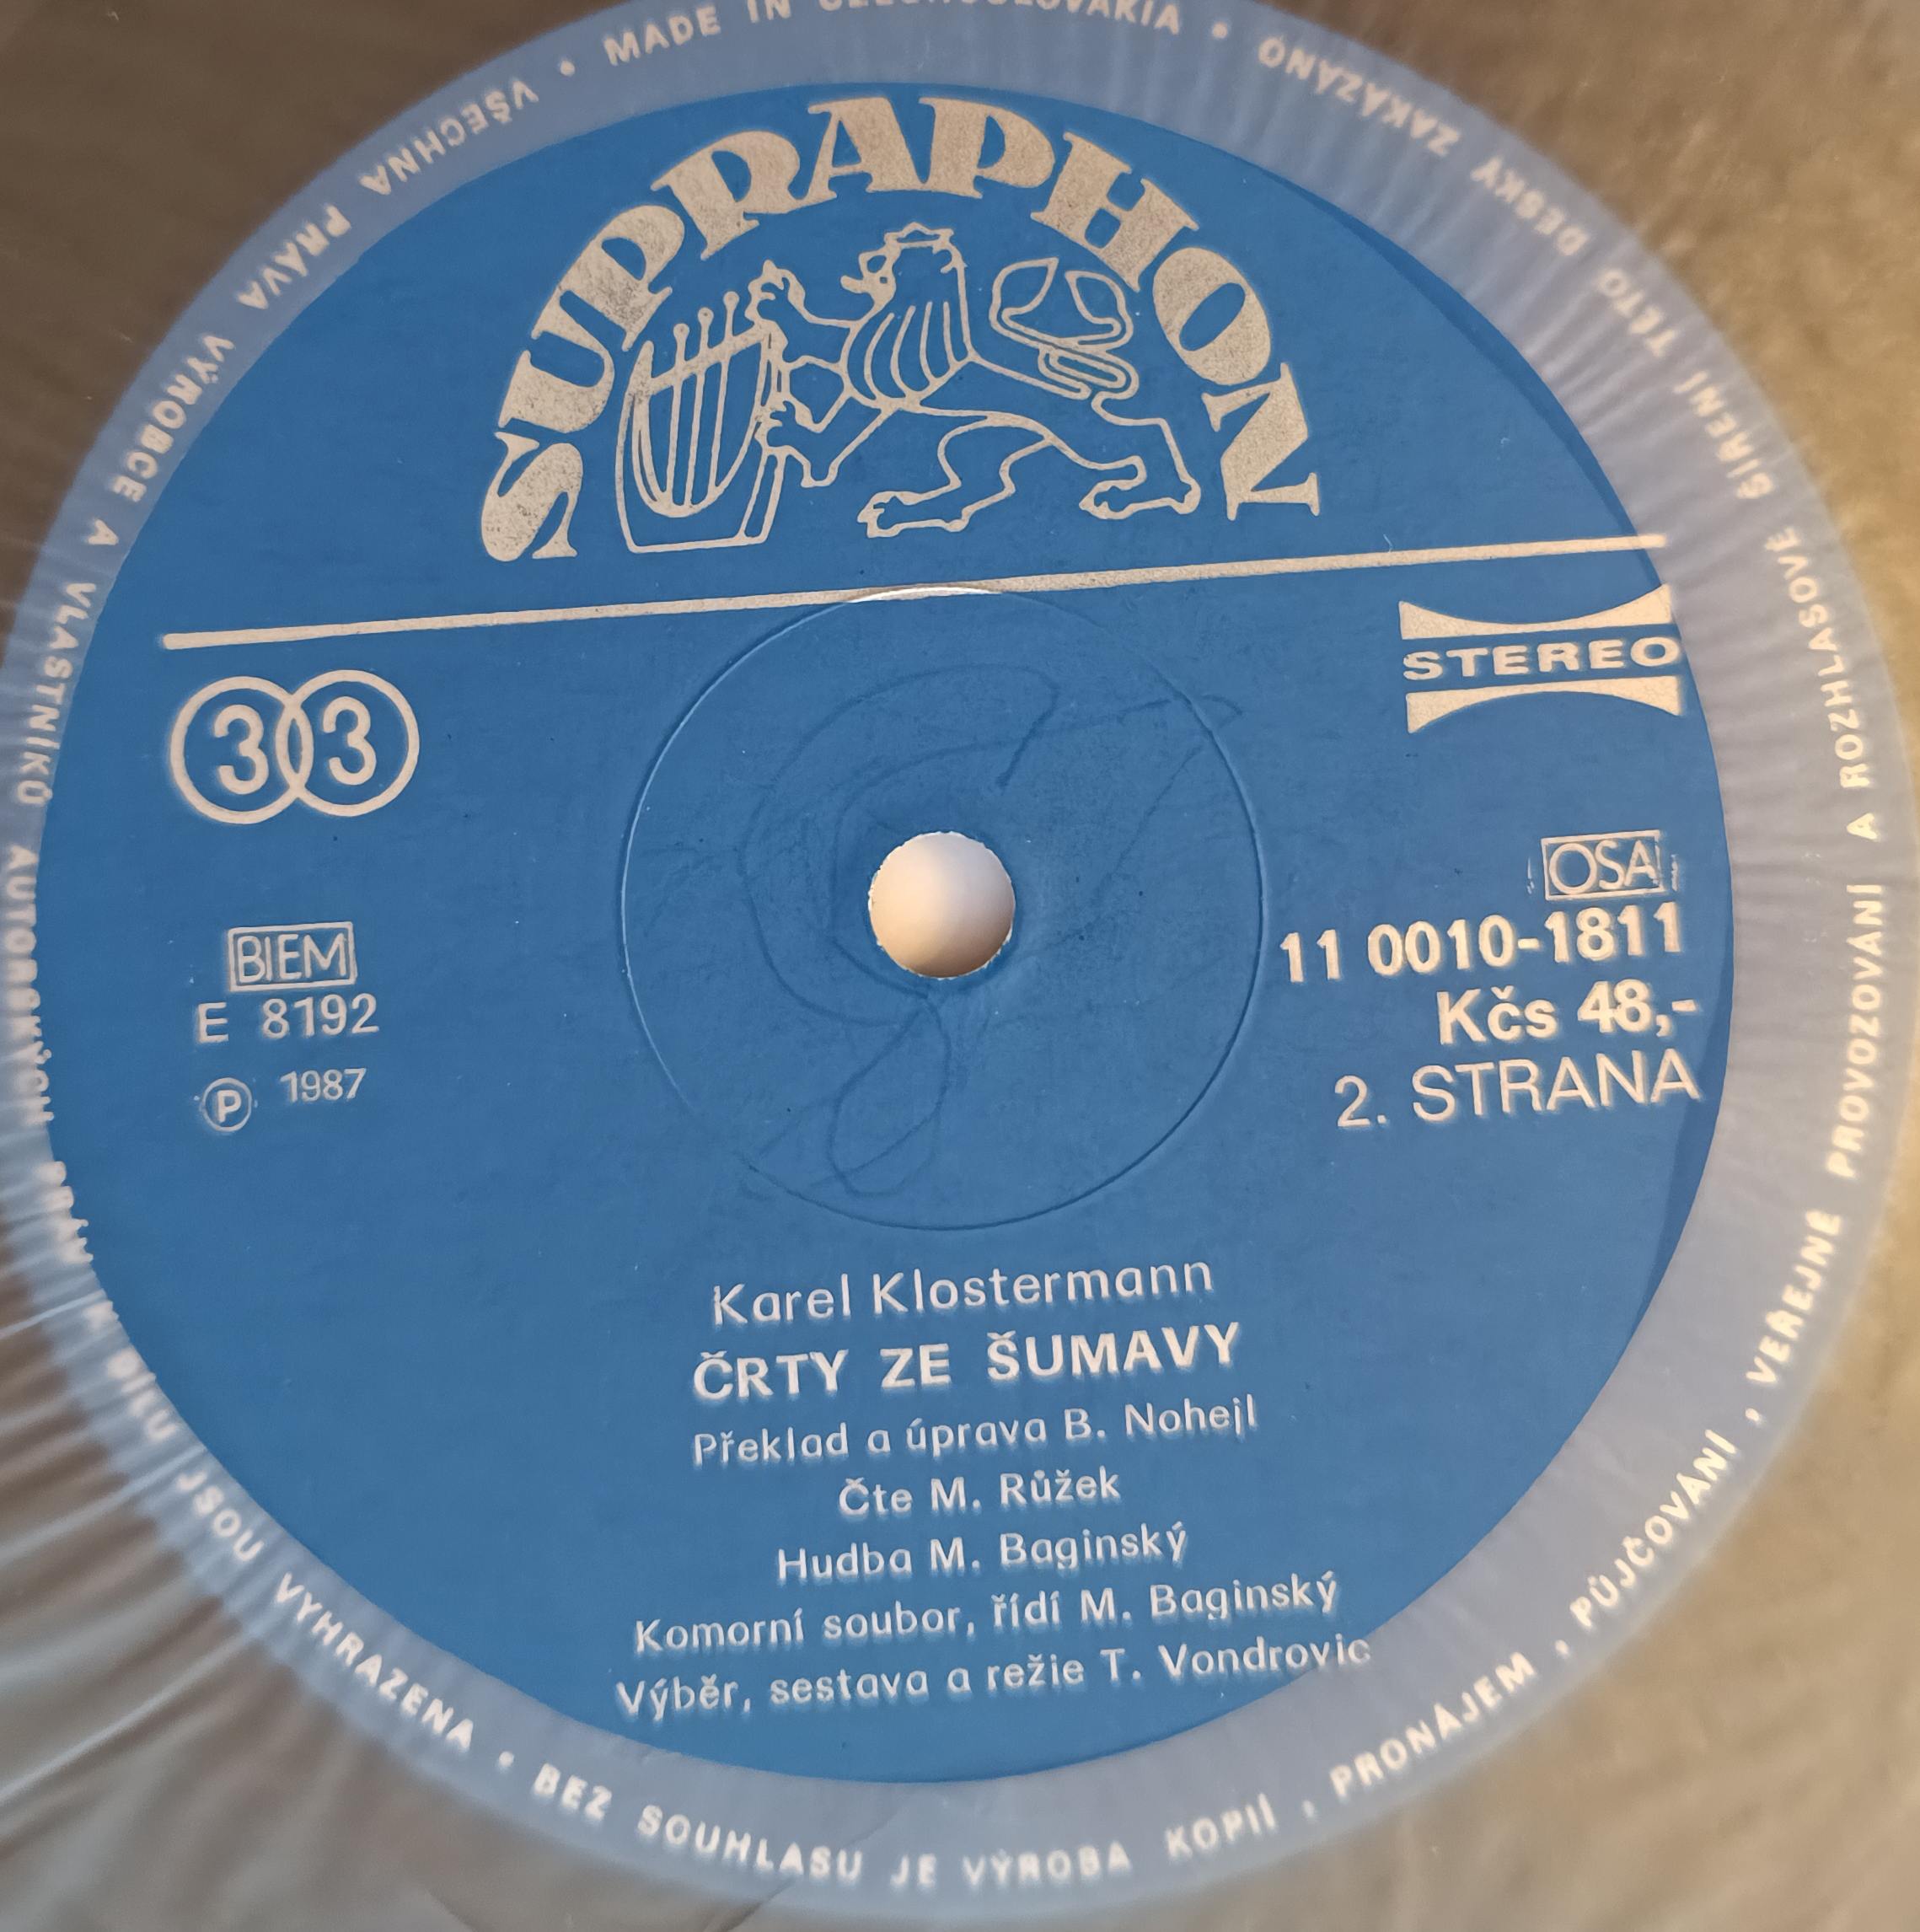 SUPRAPHON
33
STEREO
BIEM
E 8192
Ⓟ 1987
OSA
11 0010-1811
Kčs 48,-
2. STRANA
Karel Klostermann
ČRTY ZE ŠUMAVY
Překlad a úprava B. Nohejl
Čte M. Růžek
Hudba M. Baginský
Komorní soubor, řídí M. Baginský
Výběr, sestava a režie T. Vondrovic
MADE IN CZECHOSLOVAKIA • VŠECHNA PRÁVA VÝROBCE A VLASTNÍKŮ AUTORSKÝCH JSOU VYHRAZENA • BEZ SOUHLASU JE VÝROBA KOPIÍ, PRONÁJEM, PŮJČOVÁNÍ, VEŘEJNÉ PROVOZOVÁNÍ A ROZHLASOVÉ ŠÍŘENÍ TÉTO DESKY ZAKÁZÁNO •